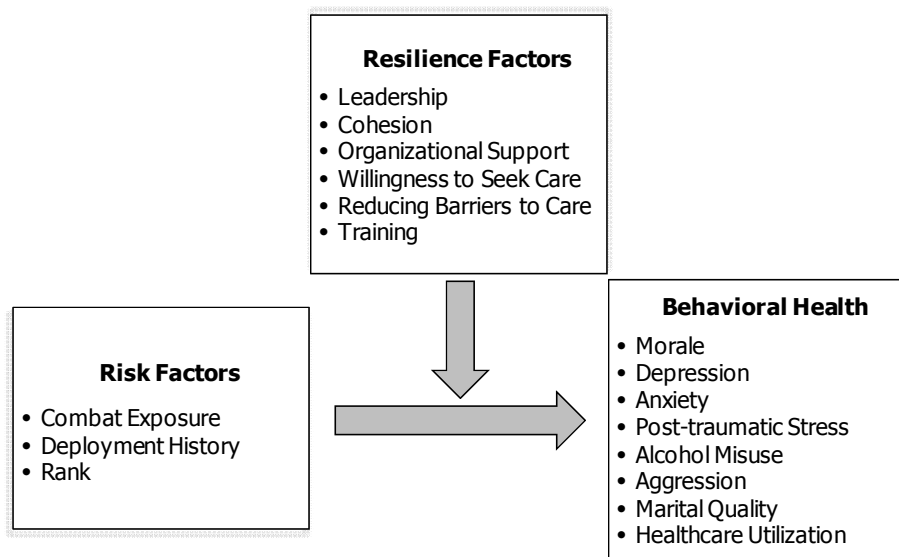 Resilience Factors
• Leadership
• Cohesion
• Organizational Support
• Willingness to Seek Care
• Reducing Barriers to Care
• Training
Risk Factors
• Combat Exposure
• Deployment History
• Rank
Behavioral Health
• Morale
• Depression
• Anxiety
• Post-traumatic Stress
• Alcohol Misuse
• Aggression
• Marital Quality
• Healthcare Utilization